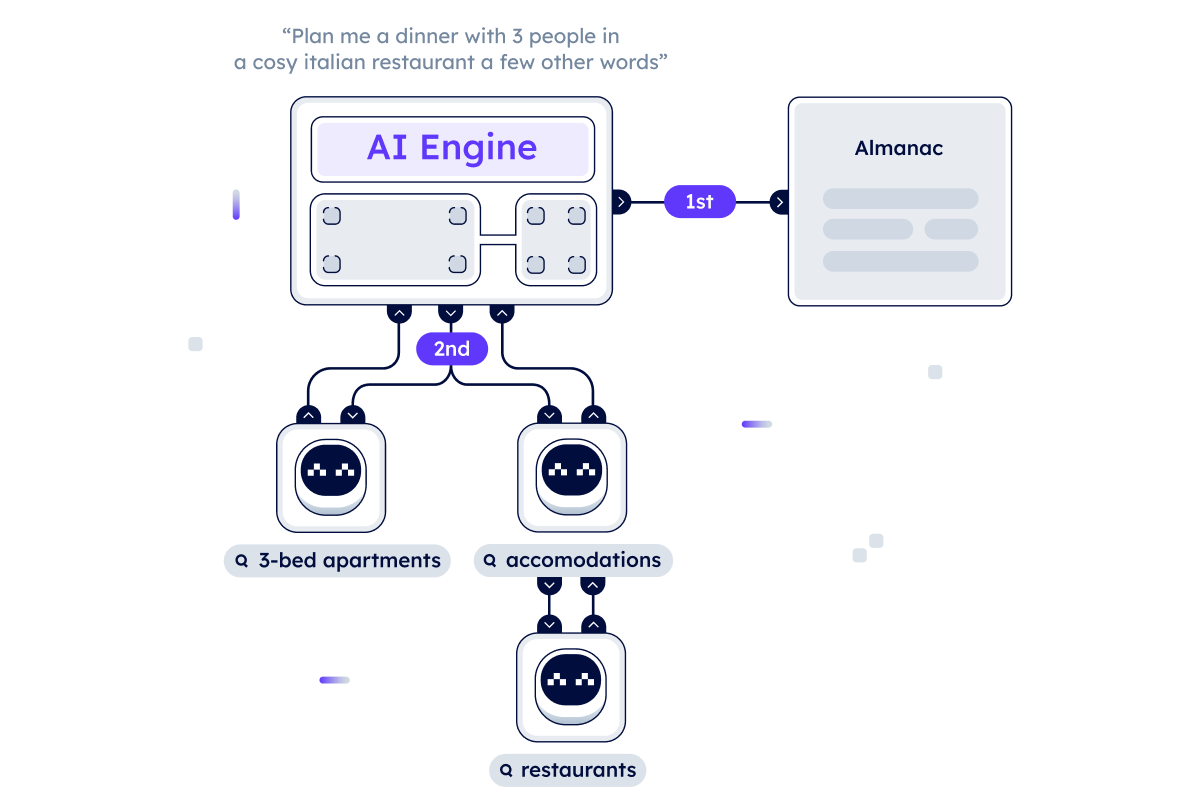 “Plan me a dinner with 3 people in
a cosy italian restaurant a few other words”
AI Engine
Almanac
1st
2nd
3-bed apartments
accomodations
restaurants